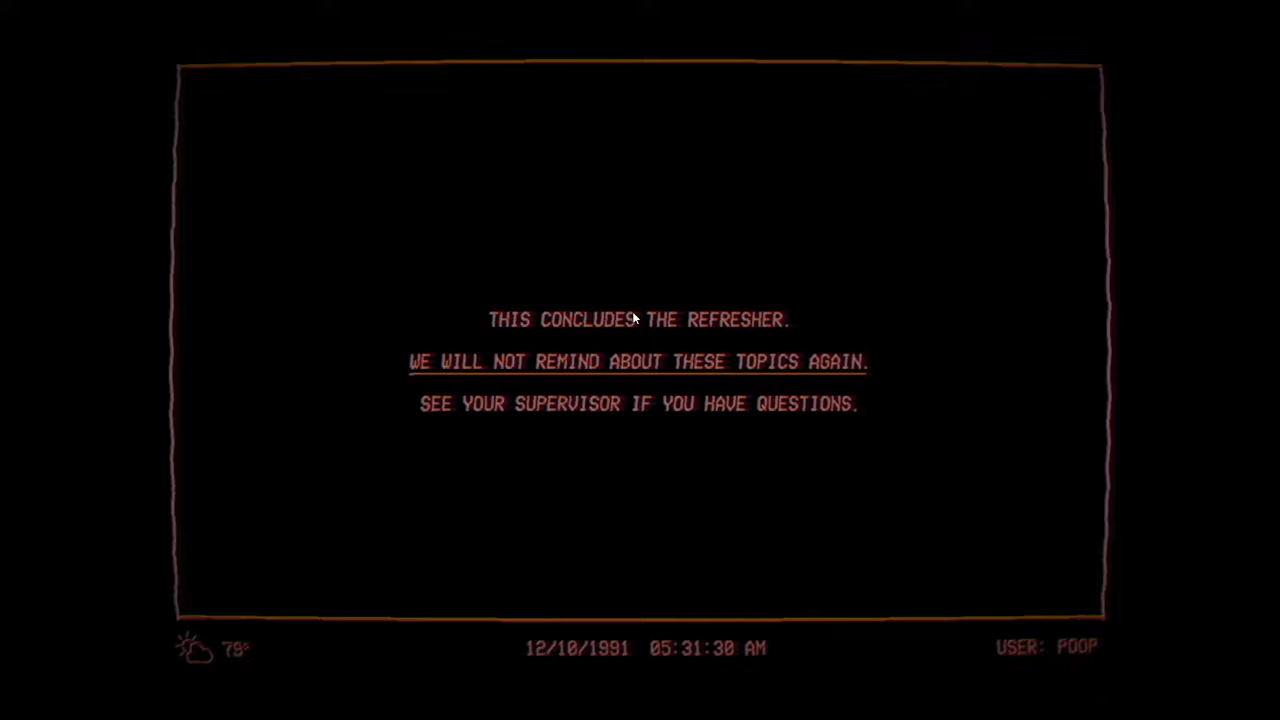 THIS CONCLUDES THE REFRESHER.
WE WILL NOT REMIND ABOUT THESE TOPICS AGAIN.
SEE YOUR SUPERVISOR IF YOU HAVE QUESTIONS.
79° 12/10/1991 05:31:30 AM USER: POOP